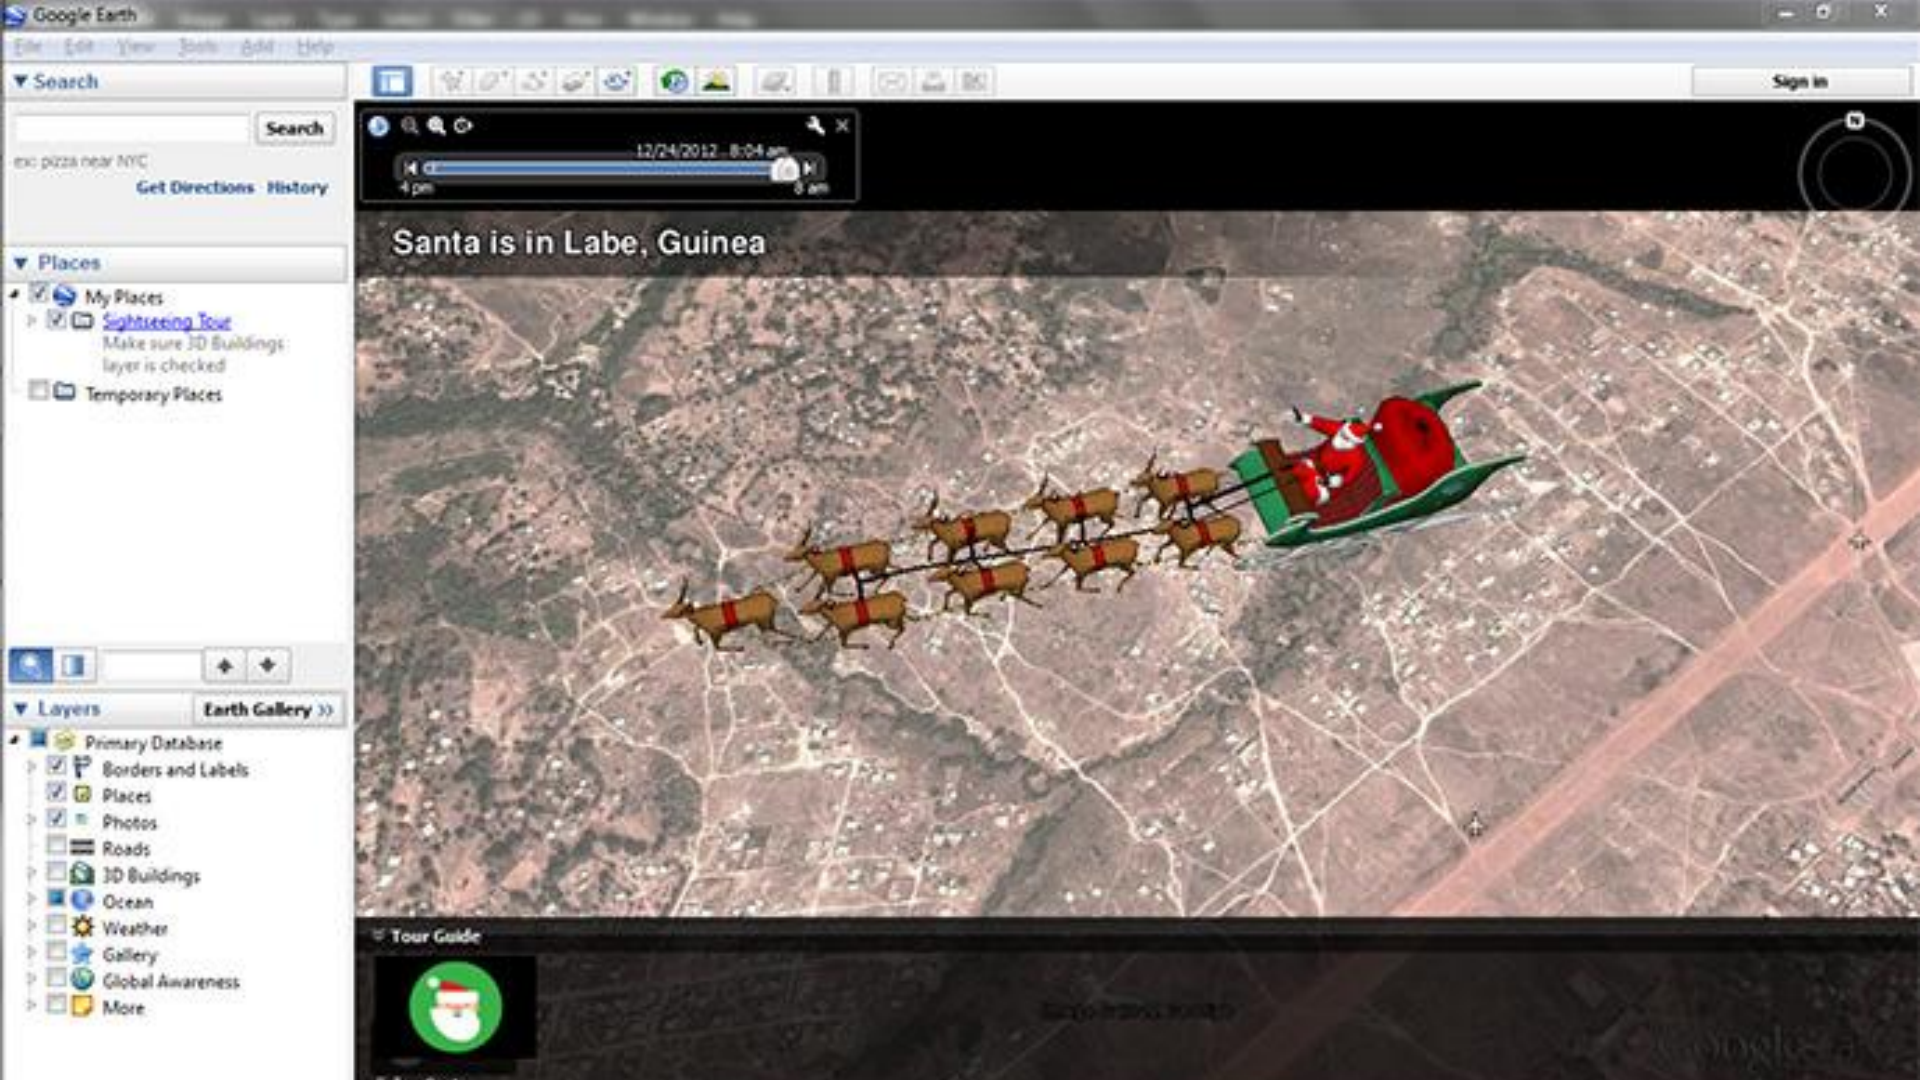 Google Earth
File Edit View Tools Add Help
Search
Sign in
Search
ex: pizza near NYC
Get Directions History
12/24/2012 8:04 am
4 pm
8 am
N
Santa is in Labe, Guinea
Places
My Places
Sightseeing Tour
Make sure 3D Buildings
layer is checked
Temporary Places
Layers
Earth Gallery >>
Primary Database
Borders and Labels
Places
Photos
Roads
3D Buildings
Ocean
Weather
Gallery
Global Awareness
More
Tour Guide